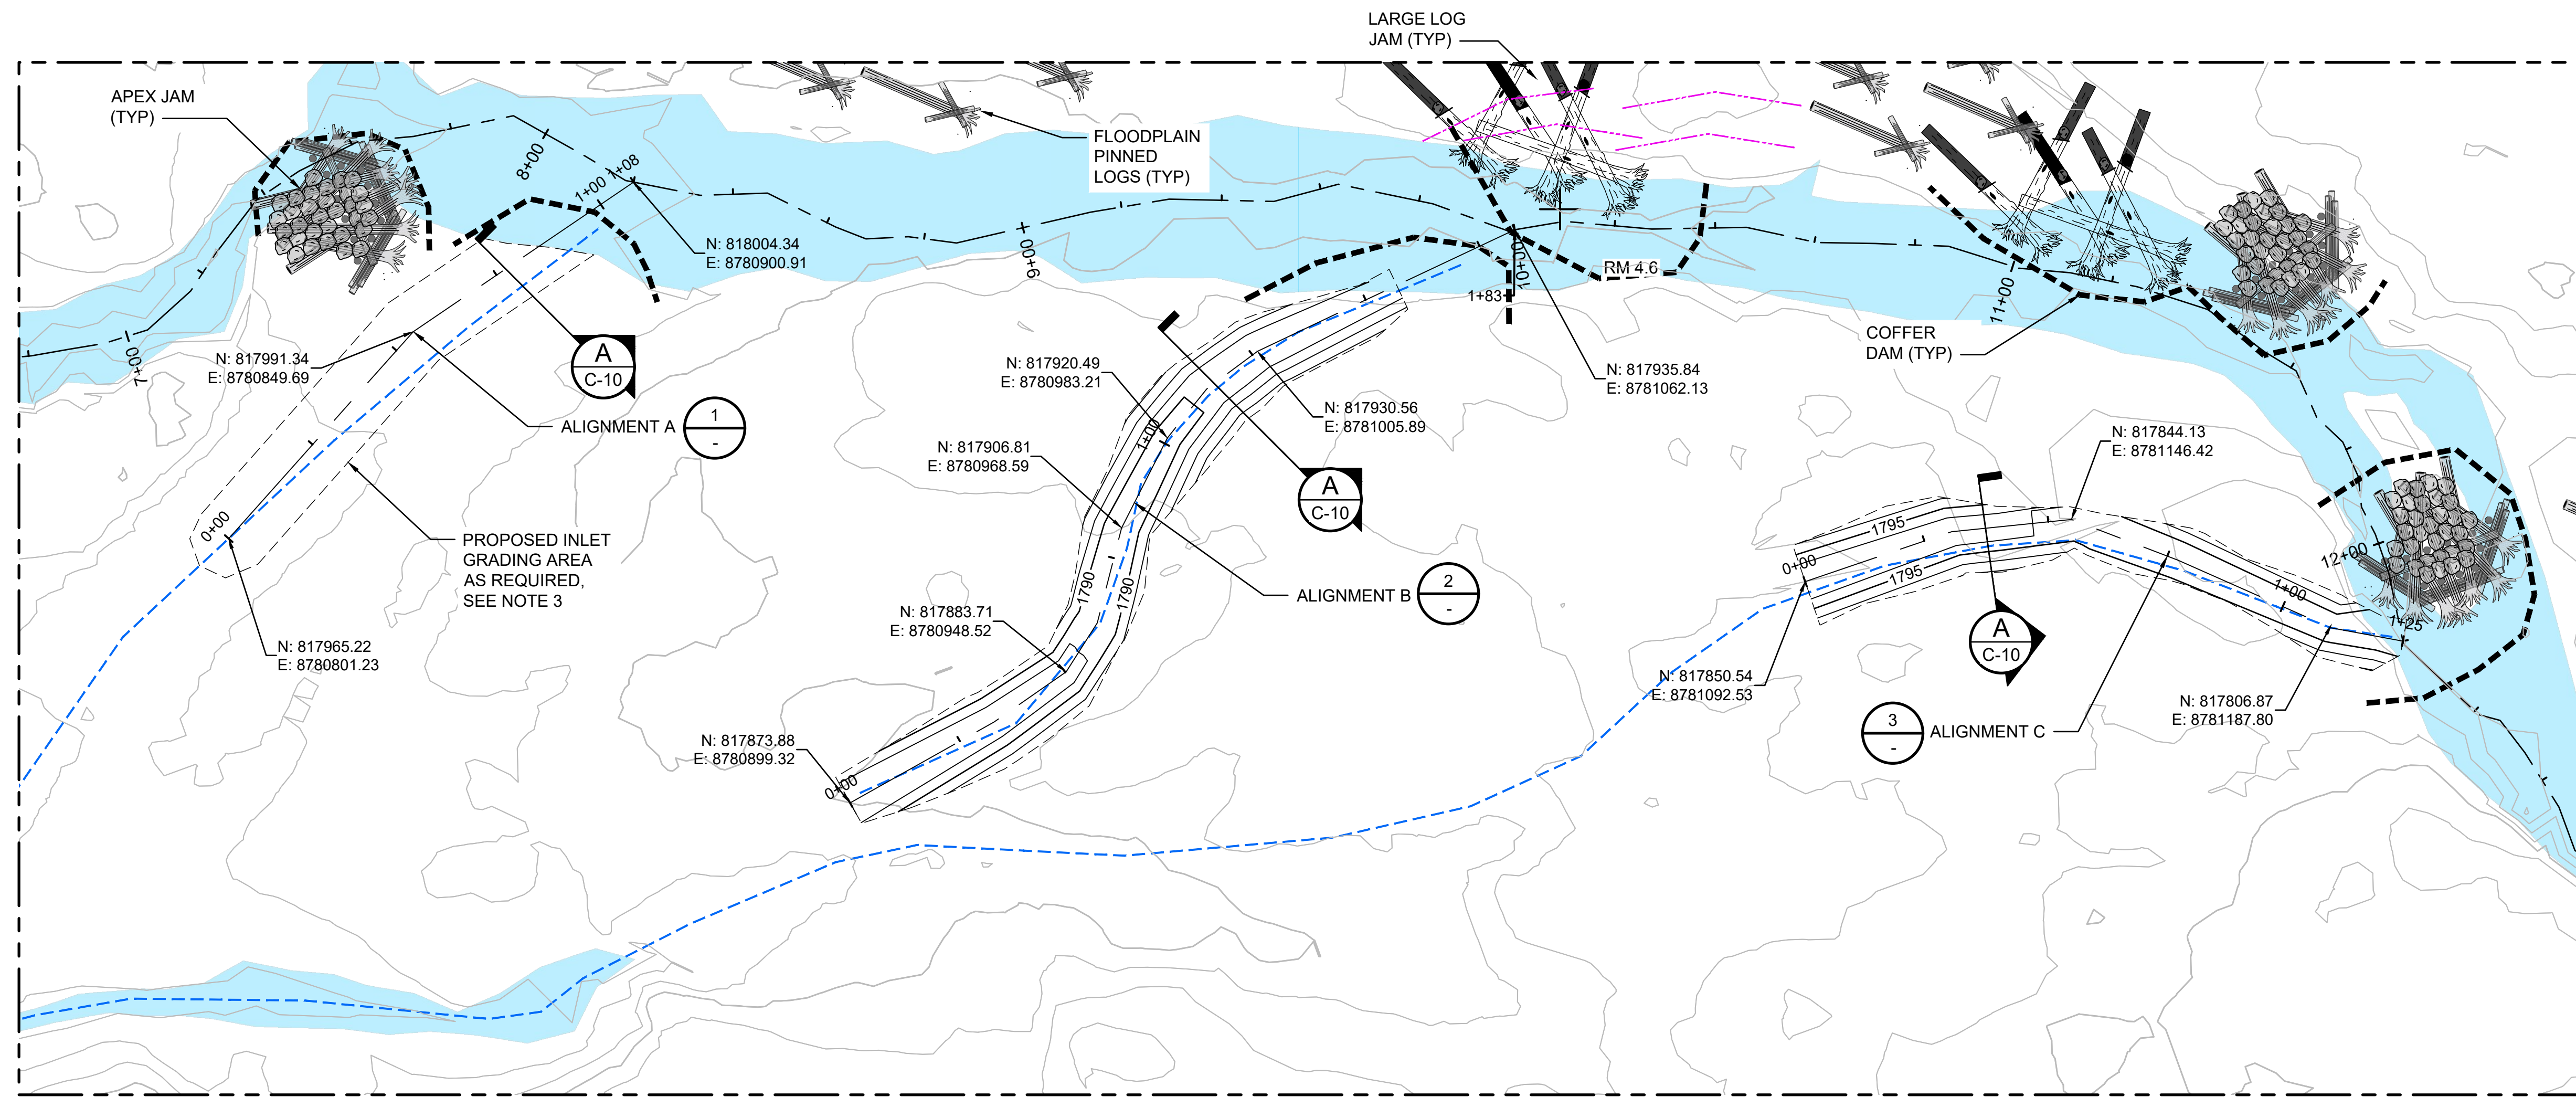 LARGE LOG
JAM (TYP)
APEX JAM
(TYP)
FLOODPLAIN
PINNED
LOGS (TYP)
8+00
1+00
1+08
N: 818004.34
E: 8780900.91
9+00
10+00
RM 4.6
1+83
11+00
COFFER
DAM (TYP)
7+00
N: 817991.34
E: 8780849.69
A
C-10
ALIGNMENT A
1
-
N: 817920.49
E: 8780983.21
N: 817935.84
E: 8781062.13
N: 817930.56
E: 8781005.89
1+00
N: 817906.81
E: 8780968.59
A
C-10
N: 817844.13
E: 8781146.42
0+00
PROPOSED INLET
GRADING AREA
AS REQUIRED,
SEE NOTE 3
N: 817965.22
E: 8780801.23
1790
1790
ALIGNMENT B
2
-
N: 817883.71
E: 8780948.52
1795
1795
0+00
12+00
1+00
1+25
A
C-10
N: 817850.54
E: 8781092.53
N: 817806.87
E: 8781187.80
3
-
ALIGNMENT C
N: 817873.88
E: 8780899.32
0+00